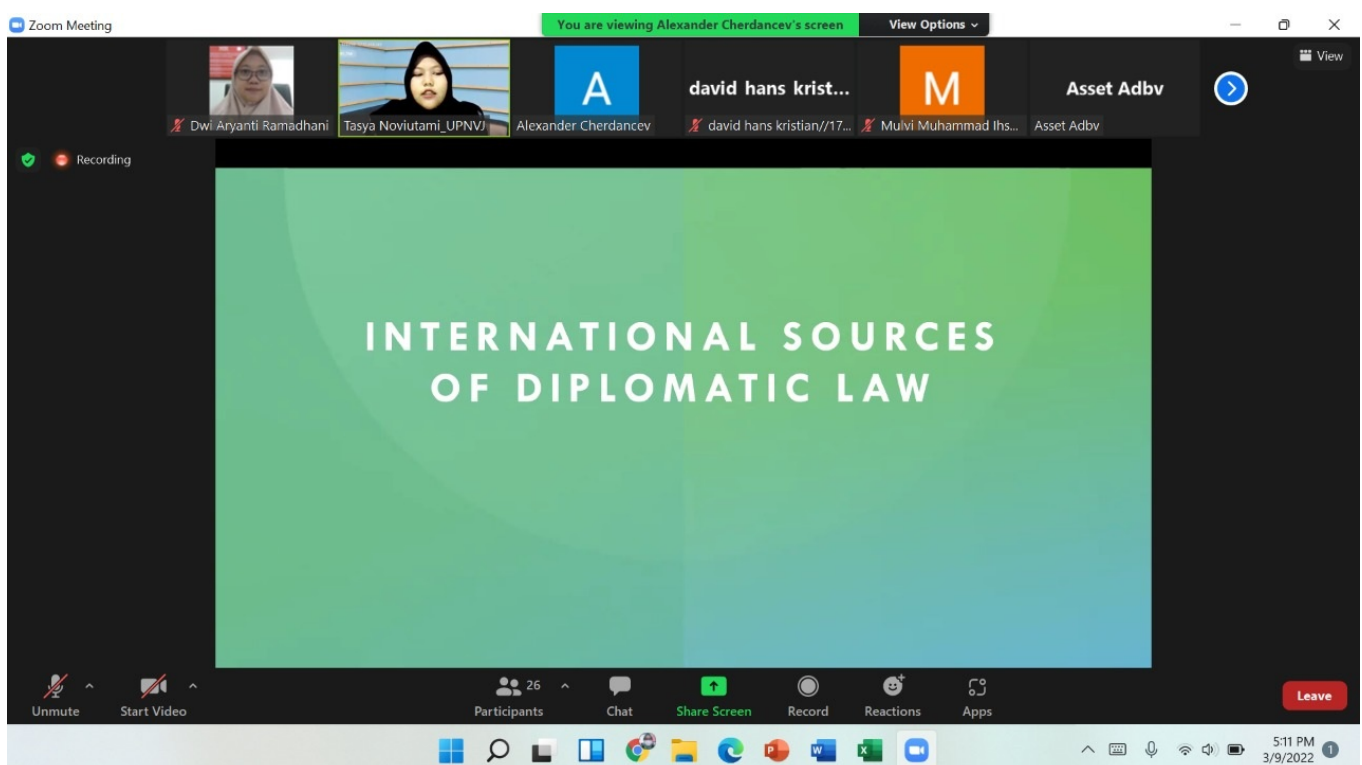 Zoom Meeting
You are viewing Alexander Cherdancev's screen
View Options
View
david hans krist...
Asset Adbv
A
M
Dwi Aryanti Ramadhani
Tasya Noviutami_UPNVJ
Alexander Cherdancev
david hans kristian//17...
Mulvi Muhammad Ihs...
Asset Adbv
Recording
INTERNATIONAL SOURCES
OF DIPLOMATIC LAW
Unmute
Start Video
26
Participants
Chat
Share Screen
Record
Reactions
Apps
Leave
5:11 PM
3/9/2022
1